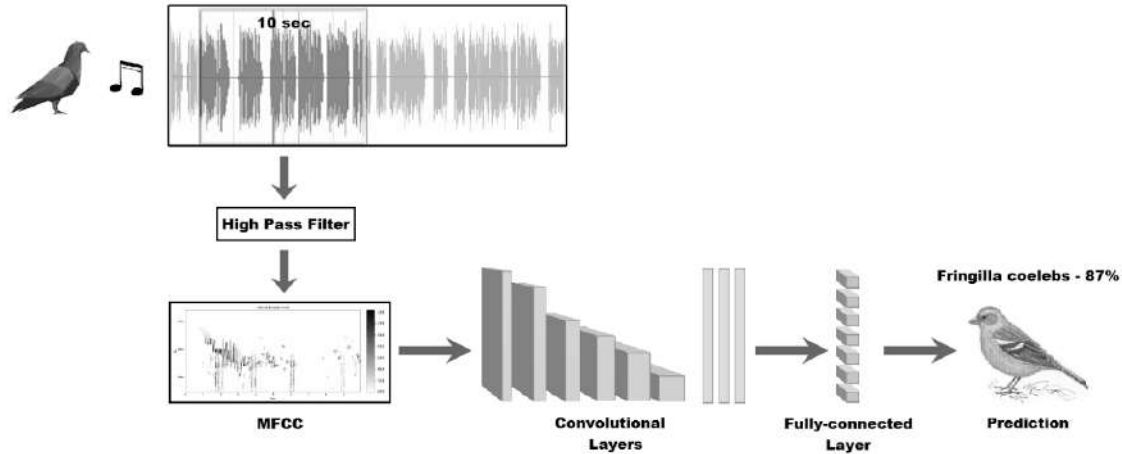 10 sec
High Pass Filter
MFCC
Convolutional
Layers
Fully-connected
Layer
Fringilla coelebs - 87%
Prediction